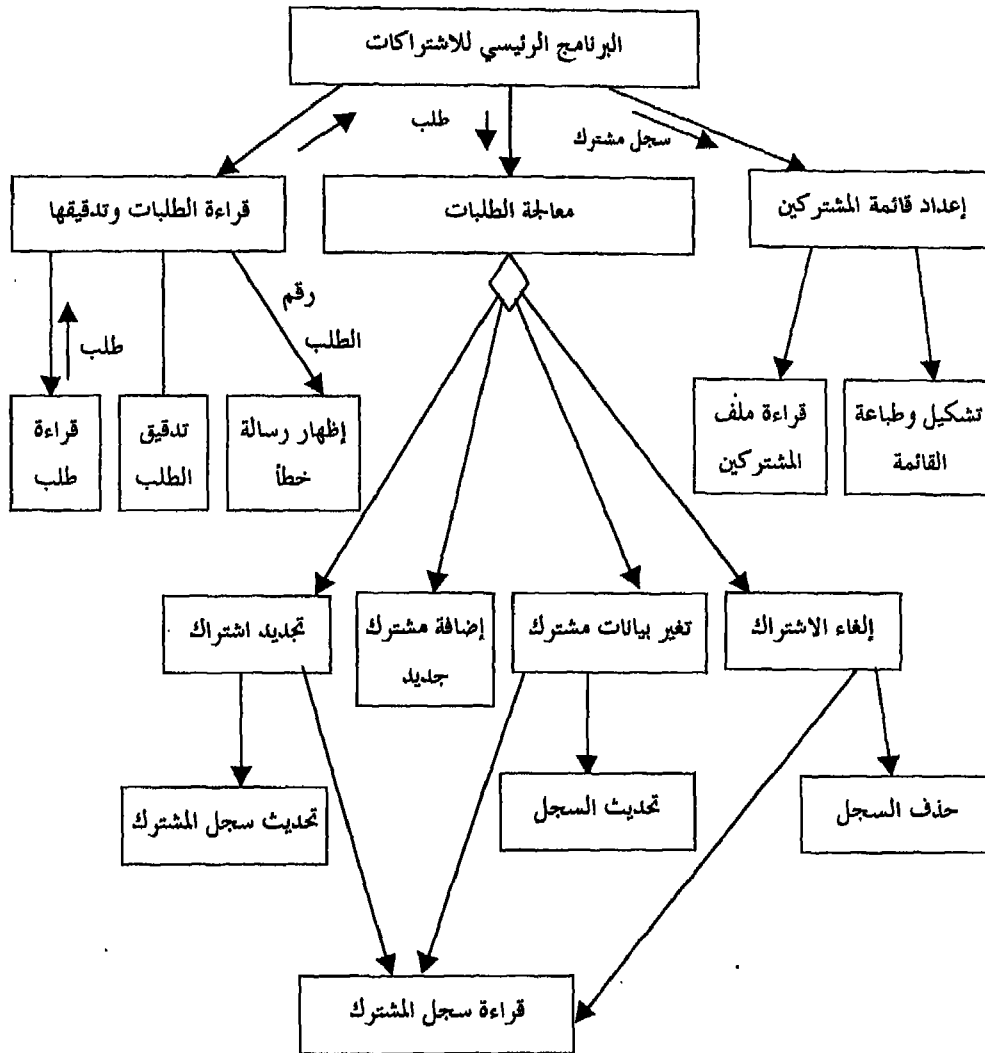 البرنامج الرئيسي للاشتراكات
طلب
سجل مشترك
إعداد قائمة المشتركين
معالجة الطلبات
قراءة الطلبات وتدقيقها
رقم
الطلب
طلب
تشكيل وطباعة
القائمة
قراءة ملف
المشتركين
إظهار رسالة
خطأ
تدقيق
الطلب
قراءة
طلب
إلغاء الاشتراك
تغير بيانات مشترك
إضافة مشترك
جديد
تجديد اشتراك
حذف السجل
تحديث السجل
تحديث سجل المشترك
قراءة سجل المشترك